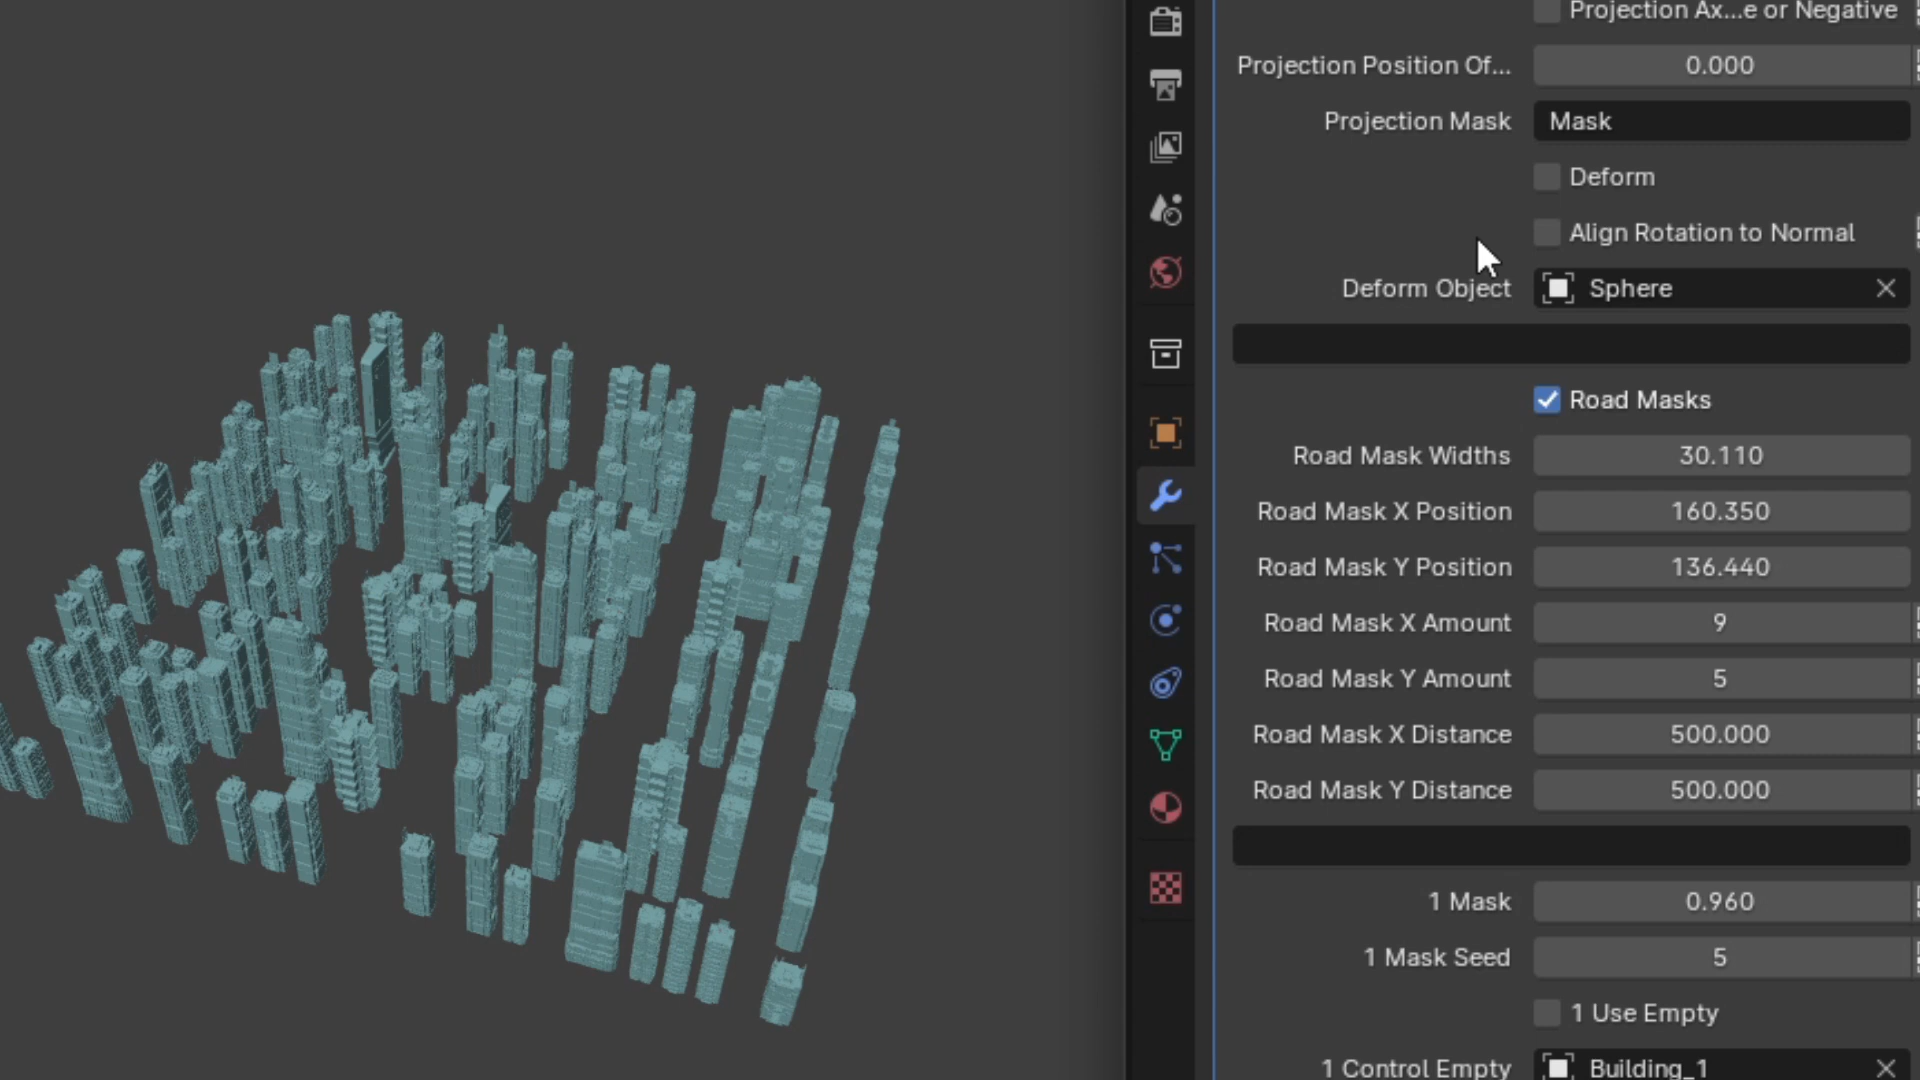 Projection Ax...e or Negative
Projection Position Of... 0.000
Projection Mask Mask
Deform
Align Rotation to Normal
Deform Object Sphere
Road Masks
Road Mask Widths 30.110
Road Mask X Position 160.350
Road Mask Y Position 136.440
Road Mask X Amount 9
Road Mask Y Amount 5
Road Mask X Distance 500.000
Road Mask Y Distance 500.000
1 Mask 0.960
1 Mask Seed 5
1 Use Empty
1 Control Empty Building_1